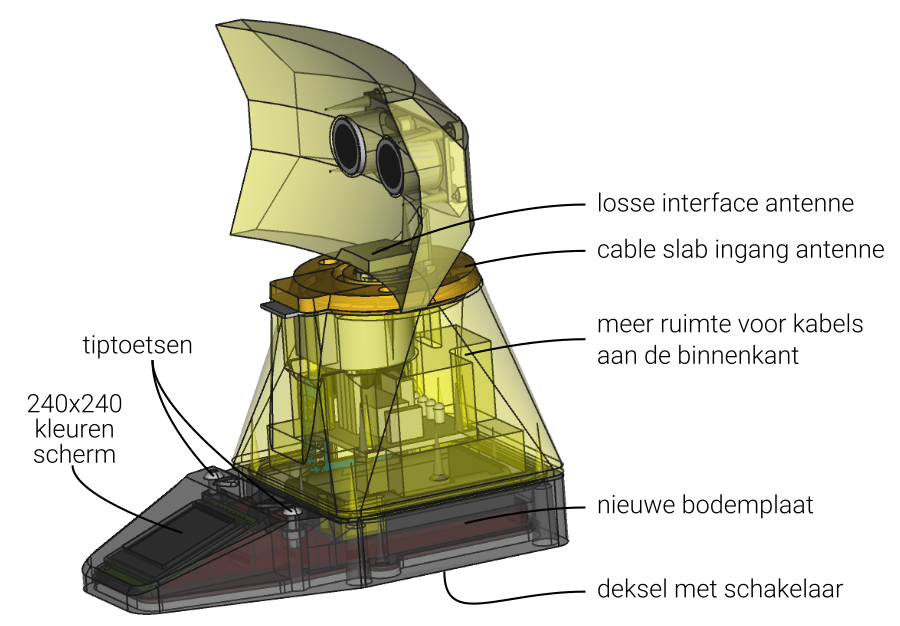 losse interface antenne
cable slab ingang antenne
meer ruimte voor kabels
aan de binnenkant
tiptoetsen
240x240
kleuren
scherm
nieuwe bodemplaat
deksel met schakelaar